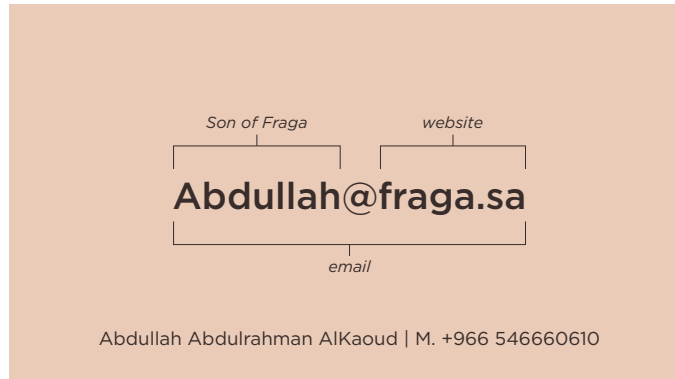 Son of Fraga website
Abdullah@fraga.sa
email
Abdullah Abdulrahman AlKaoud | M. +966 546660610